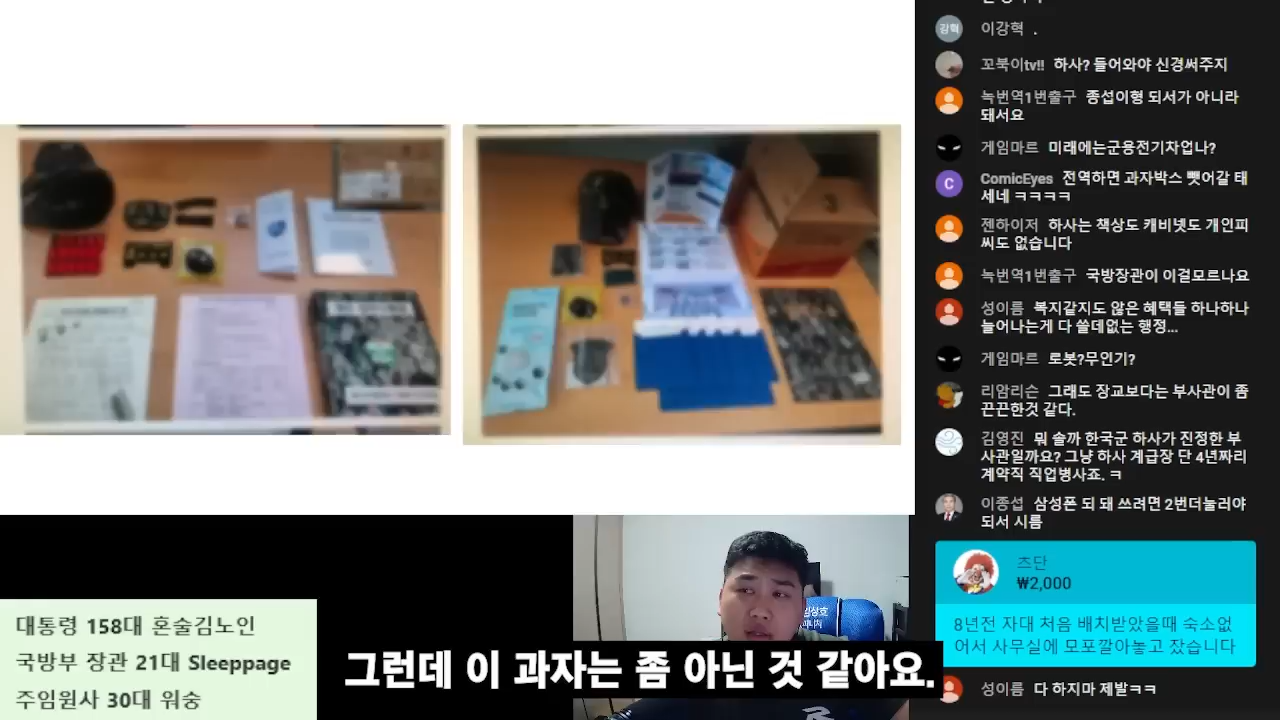 대통령 158대 혼술김노인
국방부 장관 21대 Sleeppage
주임원사 30대 워숭
그런데 이 과자는 좀 아닌 것 같아요.
강혁
이강혁 .
꼬북이tv!! 하사? 들어와야 신경써주지
녹번역1번출구 종섭이형 되서가 아니라
돼서요
게임마르 미래에는군용전기차업나?
C
ComicEyes 전역하면 과자박스 뺏어갈 태
세네 ㅋㅋㅋㅋ
젠하이저 하사는 책상도 캐비넷도 개인피
씨도 없습니다
녹번역1번출구 국방장관이 이걸모르나요
성이름 복지같지도 않은 혜택들 하나하나
늘어나는게 다 쓸데없는 행정...
게임마르 로봇?무인기?
리암리슨 그래도 장교보다는 부사관이 좀
끈끈한것 같다.
김영진 뭐 솔까 한국군 하사가 진정한 부
사관일까요? 그냥 하사 계급장 단 4년짜리
계약직 직업병사죠. ㅋ
이종섭 삼성폰 되 돼 쓰려면 2번더눌러야
되서 시름
츠단
₩2,000
8년전 자대 처음 배치받았을때 숙소없
어서 사무실에 모포깔아놓고 잤습니다
성이름 다 하지마 제발ㅋㅋ